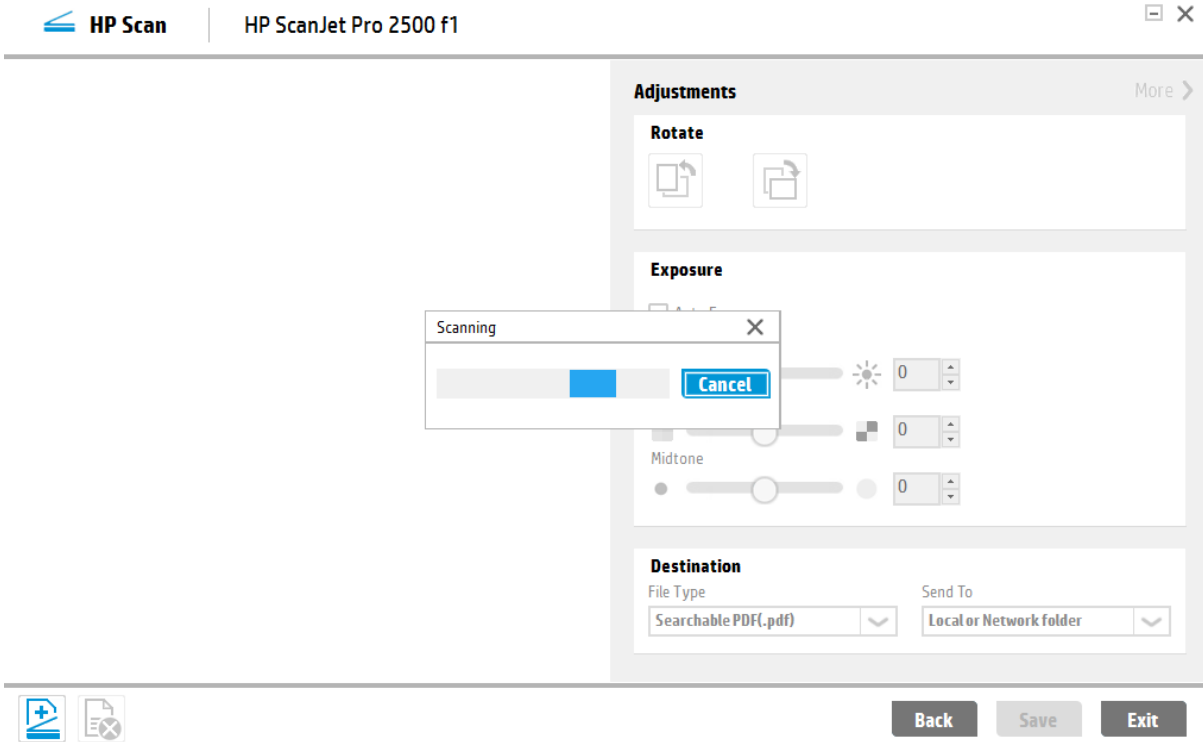 HP Scan
HP ScanJet Pro 2500 f1
Adjustments
More
Rotate
Exposure
Scanning
Cancel
0
0
Midtone
0
Destination
File Type
Send To
Searchable PDF(.pdf)
Local or Network folder
Back
Save
Exit